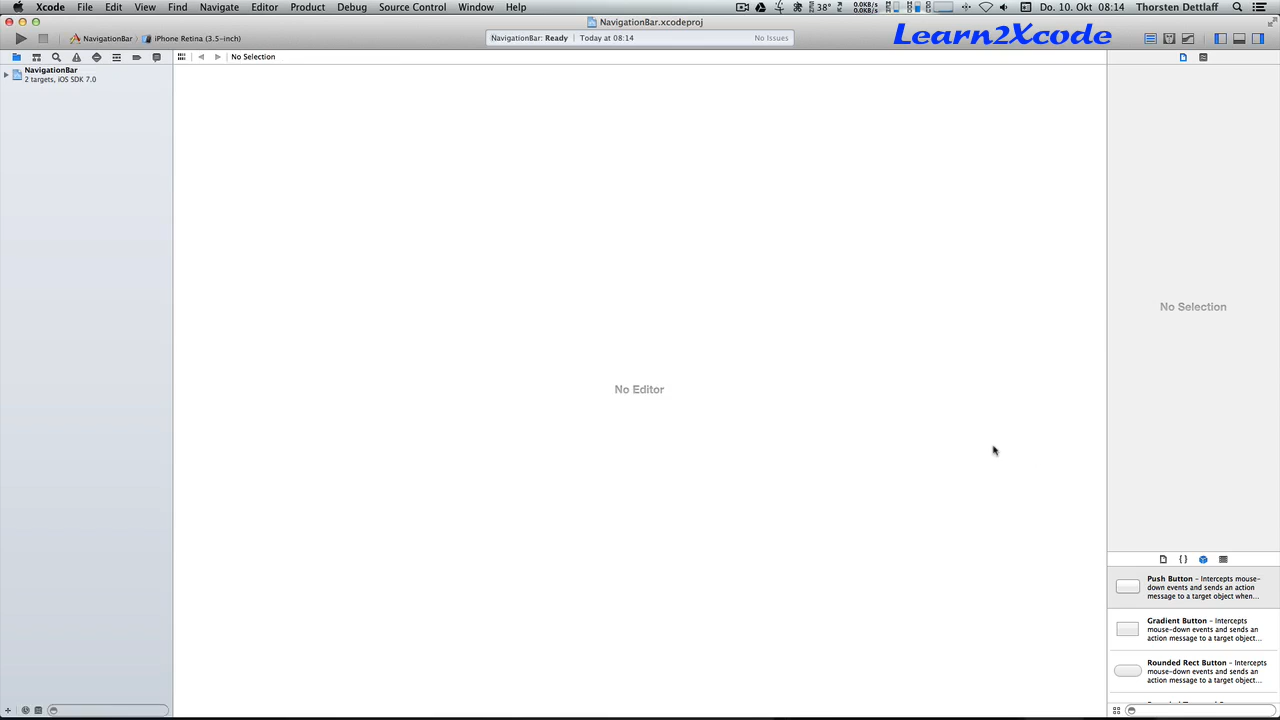 Xcode File Edit View Find Navigate Editor Product Debug Source Control Window Help 38° 0.0KB/s 0.0KB/s Do. 10. Okt 08:14 Thorsten Dettlaff
NavigationBar.xcodeproj
Learn2Xcode
NavigationBar iPhone Retina (3.5-inch) NavigationBar: Ready Today at 08:14 No Issues
No Selection
NavigationBar
2 targets, iOS SDK 7.0
No Selection
No Editor
Push Button – Intercepts mouse-
down events and sends an action
message to a target object when...
Gradient Button – Intercepts
mouse-down events and sends an
action message to a target object...
Rounded Rect Button – Intercepts
mouse-down events and sends an
action message to a target object...